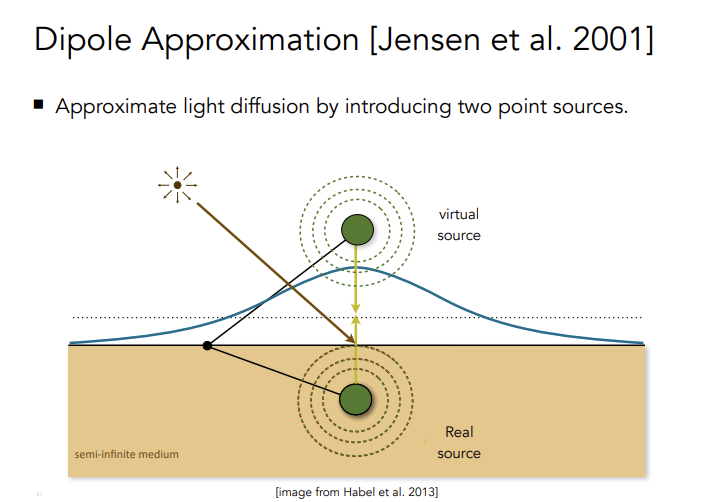 Dipole Approximation [Jensen et al. 2001]
Approximate light diffusion by introducing two point sources.
virtual
source
Real
source
semi-infinite medium
[image from Habel et al. 2013]